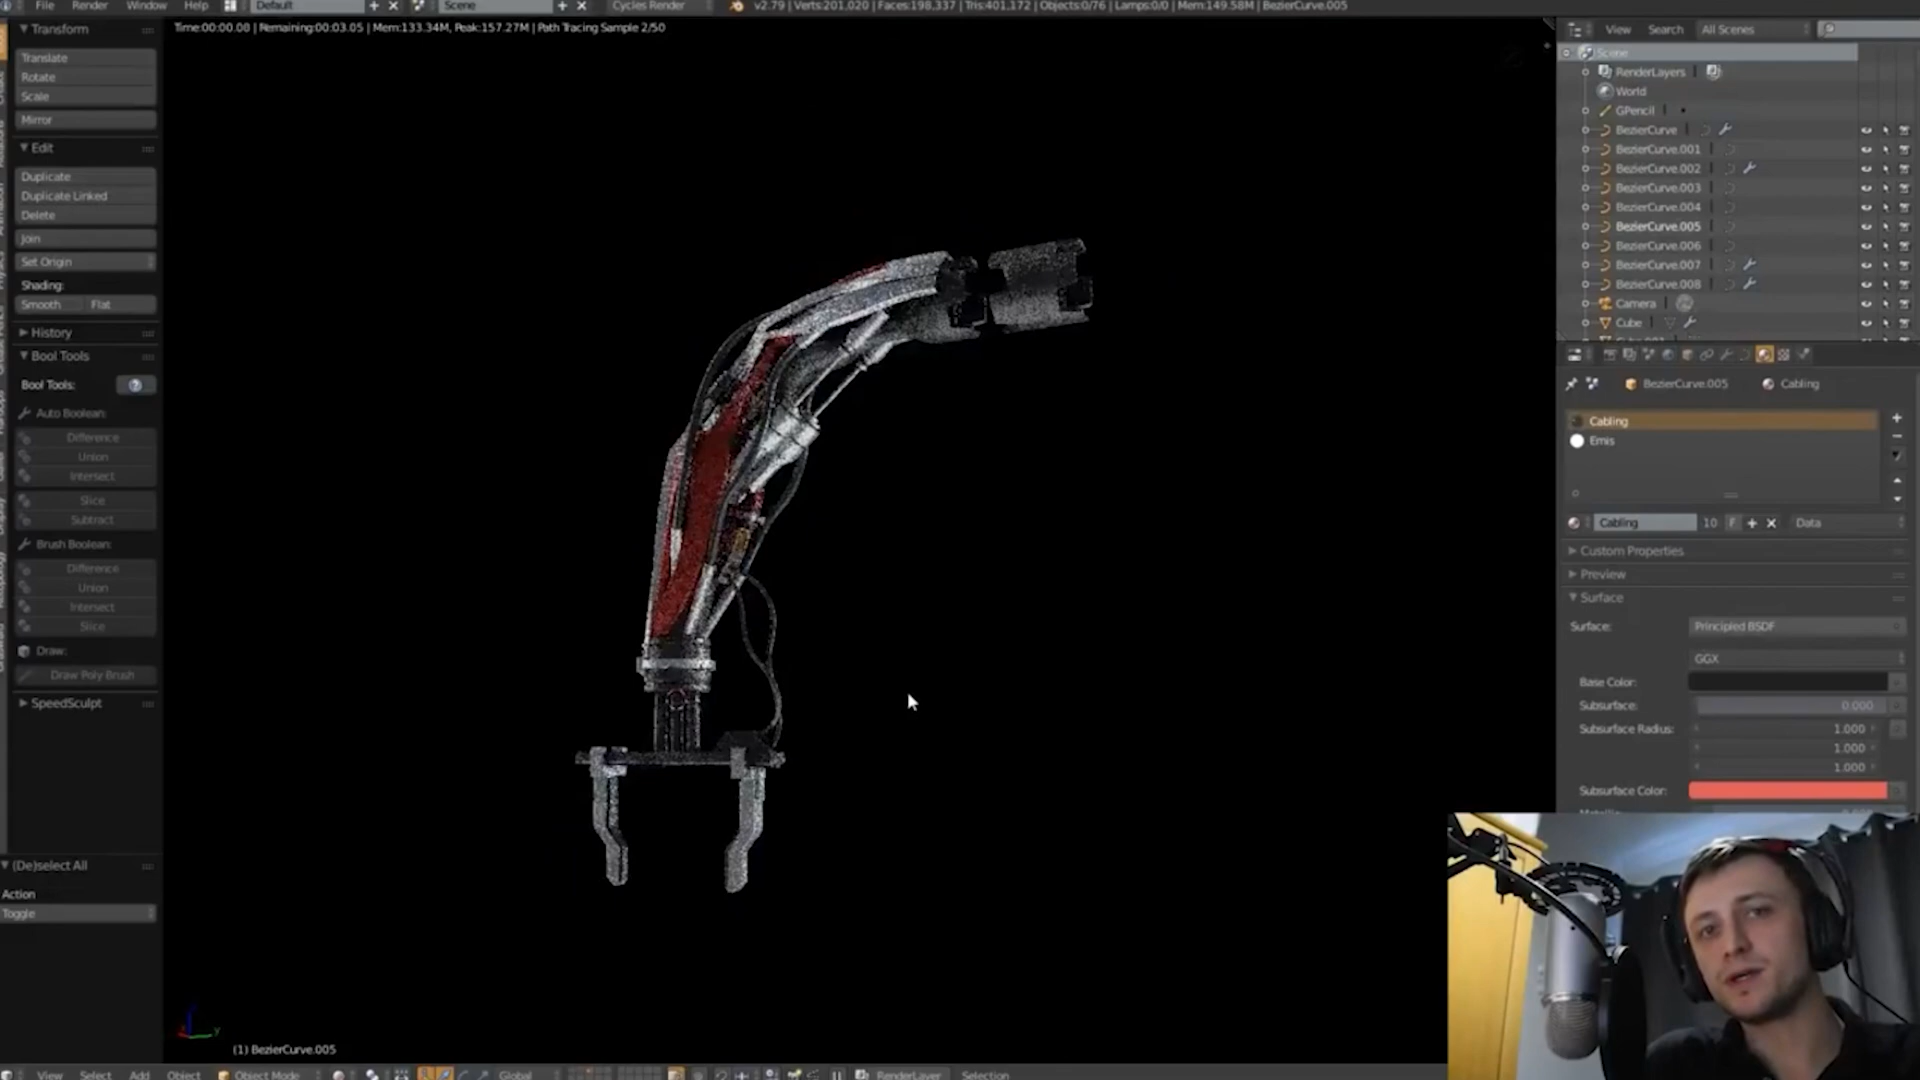 File Render Window Help Default Scene Cycles Render v2.79 | Verts:201,020 | Faces:198,337 | Tris:401,172 | Objects:0/76 | Lamps:0/0 | Mem:149.58M | BezierCurve.005
Time:00:00.08 | Remaining:00:03.05 | Mem:133.34M, Peak:157.27M | Path Tracing Sample 2/50
Transform
Translate
Rotate
Scale
Mirror
Edit
Duplicate
Duplicate Linked
Delete
Join
Set Origin
Shading:
Smooth Flat
History
Bool Tools
Bool Tools:
Auto Boolean:
Difference
Union
Intersect
Slice
Subtract
Brush Boolean:
Difference
Union
Intersect
Slice
Draw:
Draw Poly Brush
SpeedSculpt
(De)select All
Action
Toggle
View Search All Scenes
Scene
RenderLayers
World
GPencil
BezierCurve
BezierCurve.001
BezierCurve.002
BezierCurve.003
BezierCurve.004
BezierCurve.005
BezierCurve.006
BezierCurve.007
BezierCurve.008
Camera
Cube
BezierCurve.005 Cabling
Cabling
Emis
Cabling 10 F Data
Custom Properties
Preview
Surface
Surface: Principled BSDF
GGX
Base Color:
Subsurface: 0.000
Subsurface Radius: 1.000
1.000
1.000
Subsurface Color:
(1) BezierCurve.005
View Select Add Object Object Mode Global RenderLayer Selection